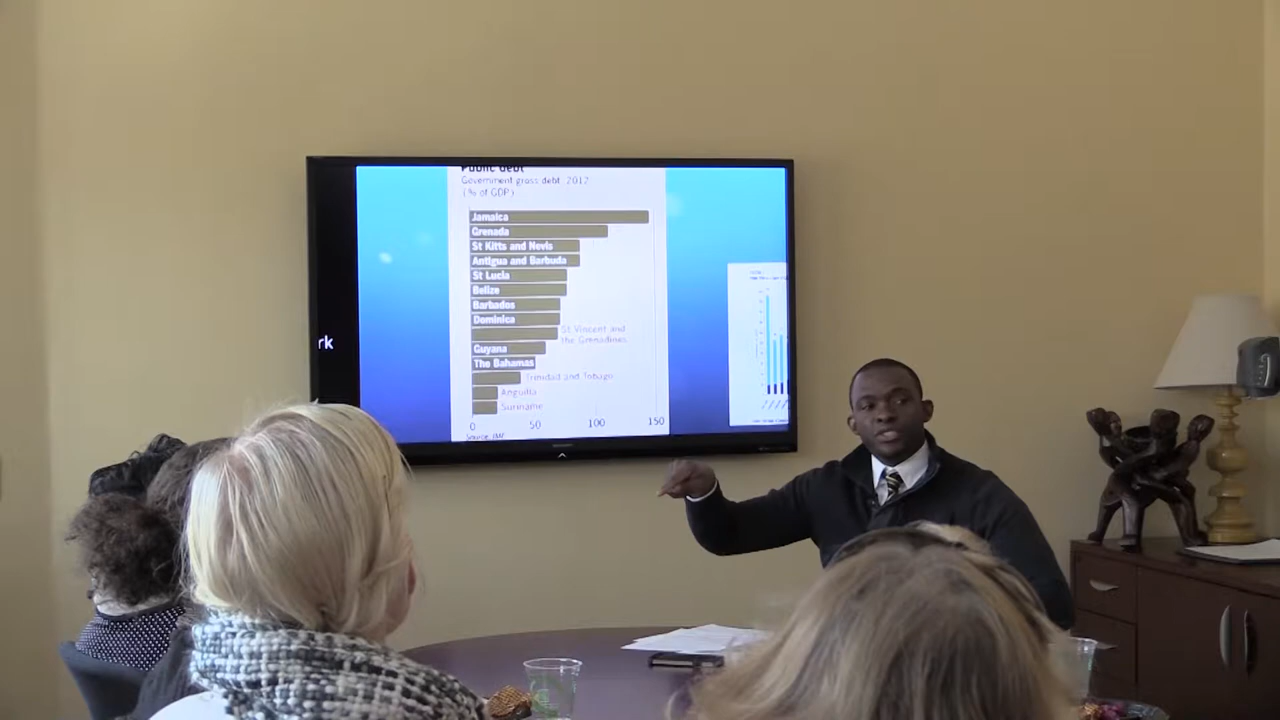 Public debt
Government gross debt, 2012
(% of GDP)
Jamaica
Grenada
St Kitts and Nevis
Antigua and Barbuda
St Lucia
Belize
Barbados
Dominica
St Vincent and
the Grenadines
Guyana
The Bahamas
Trinidad and Tobago
Anguilla
Suriname
0 50 100 150
Source: IMF
rk